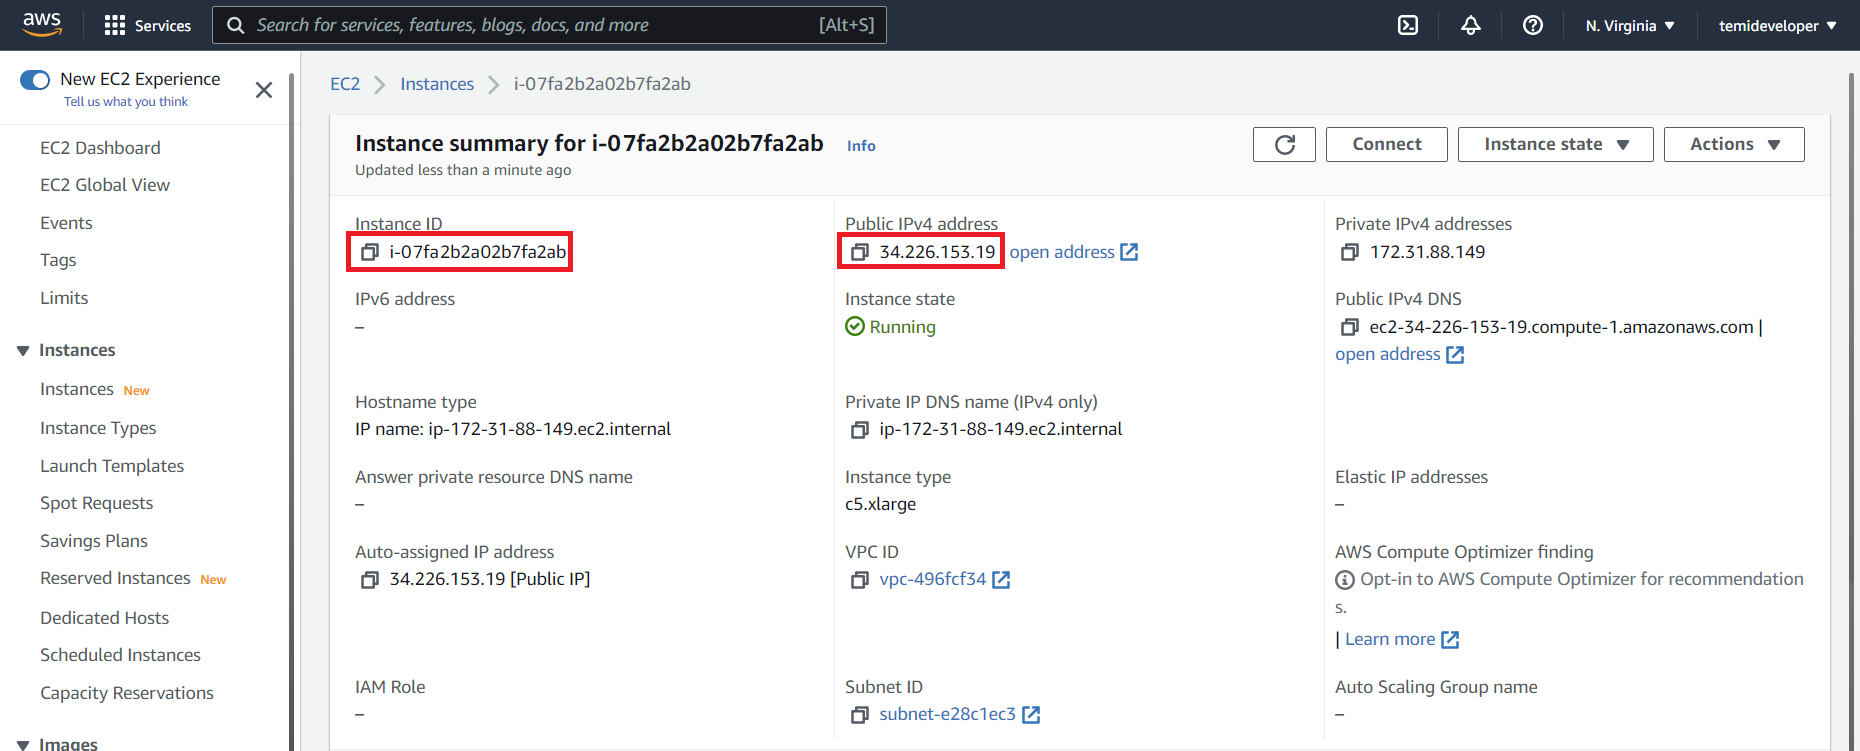 aws
Services
Search for services, features, blogs, docs, and more
[Alt+S]
N. Virginia
temideveloper
New EC2 Experience
Tell us what you think
EC2 Dashboard
EC2 Global View
Events
Tags
Limits
Instances
Instances New
Instance Types
Launch Templates
Spot Requests
Savings Plans
Reserved Instances New
Dedicated Hosts
Scheduled Instances
Capacity Reservations
Images
EC2 > Instances > i-07fa2b2a02b7fa2ab
Instance summary for i-07fa2b2a02b7fa2ab Info
Updated less than a minute ago
Connect
Instance state
Actions
Instance ID
i-07fa2b2a02b7fa2ab
Public IPv4 address
34.226.153.19 open address
Private IPv4 addresses
172.31.88.149
IPv6 address
–
Instance state
Running
Public IPv4 DNS
ec2-34-226-153-19.compute-1.amazonaws.com |
open address
Hostname type
IP name: ip-172-31-88-149.ec2.internal
Private IP DNS name (IPv4 only)
ip-172-31-88-149.ec2.internal
Answer private resource DNS name
–
Instance type
c5.xlarge
Elastic IP addresses
–
Auto-assigned IP address
34.226.153.19 [Public IP]
VPC ID
vpc-496fcf34
AWS Compute Optimizer finding
Opt-in to AWS Compute Optimizer for recommendation
s.
| Learn more
IAM Role
–
Subnet ID
subnet-e28c1ec3
Auto Scaling Group name
–